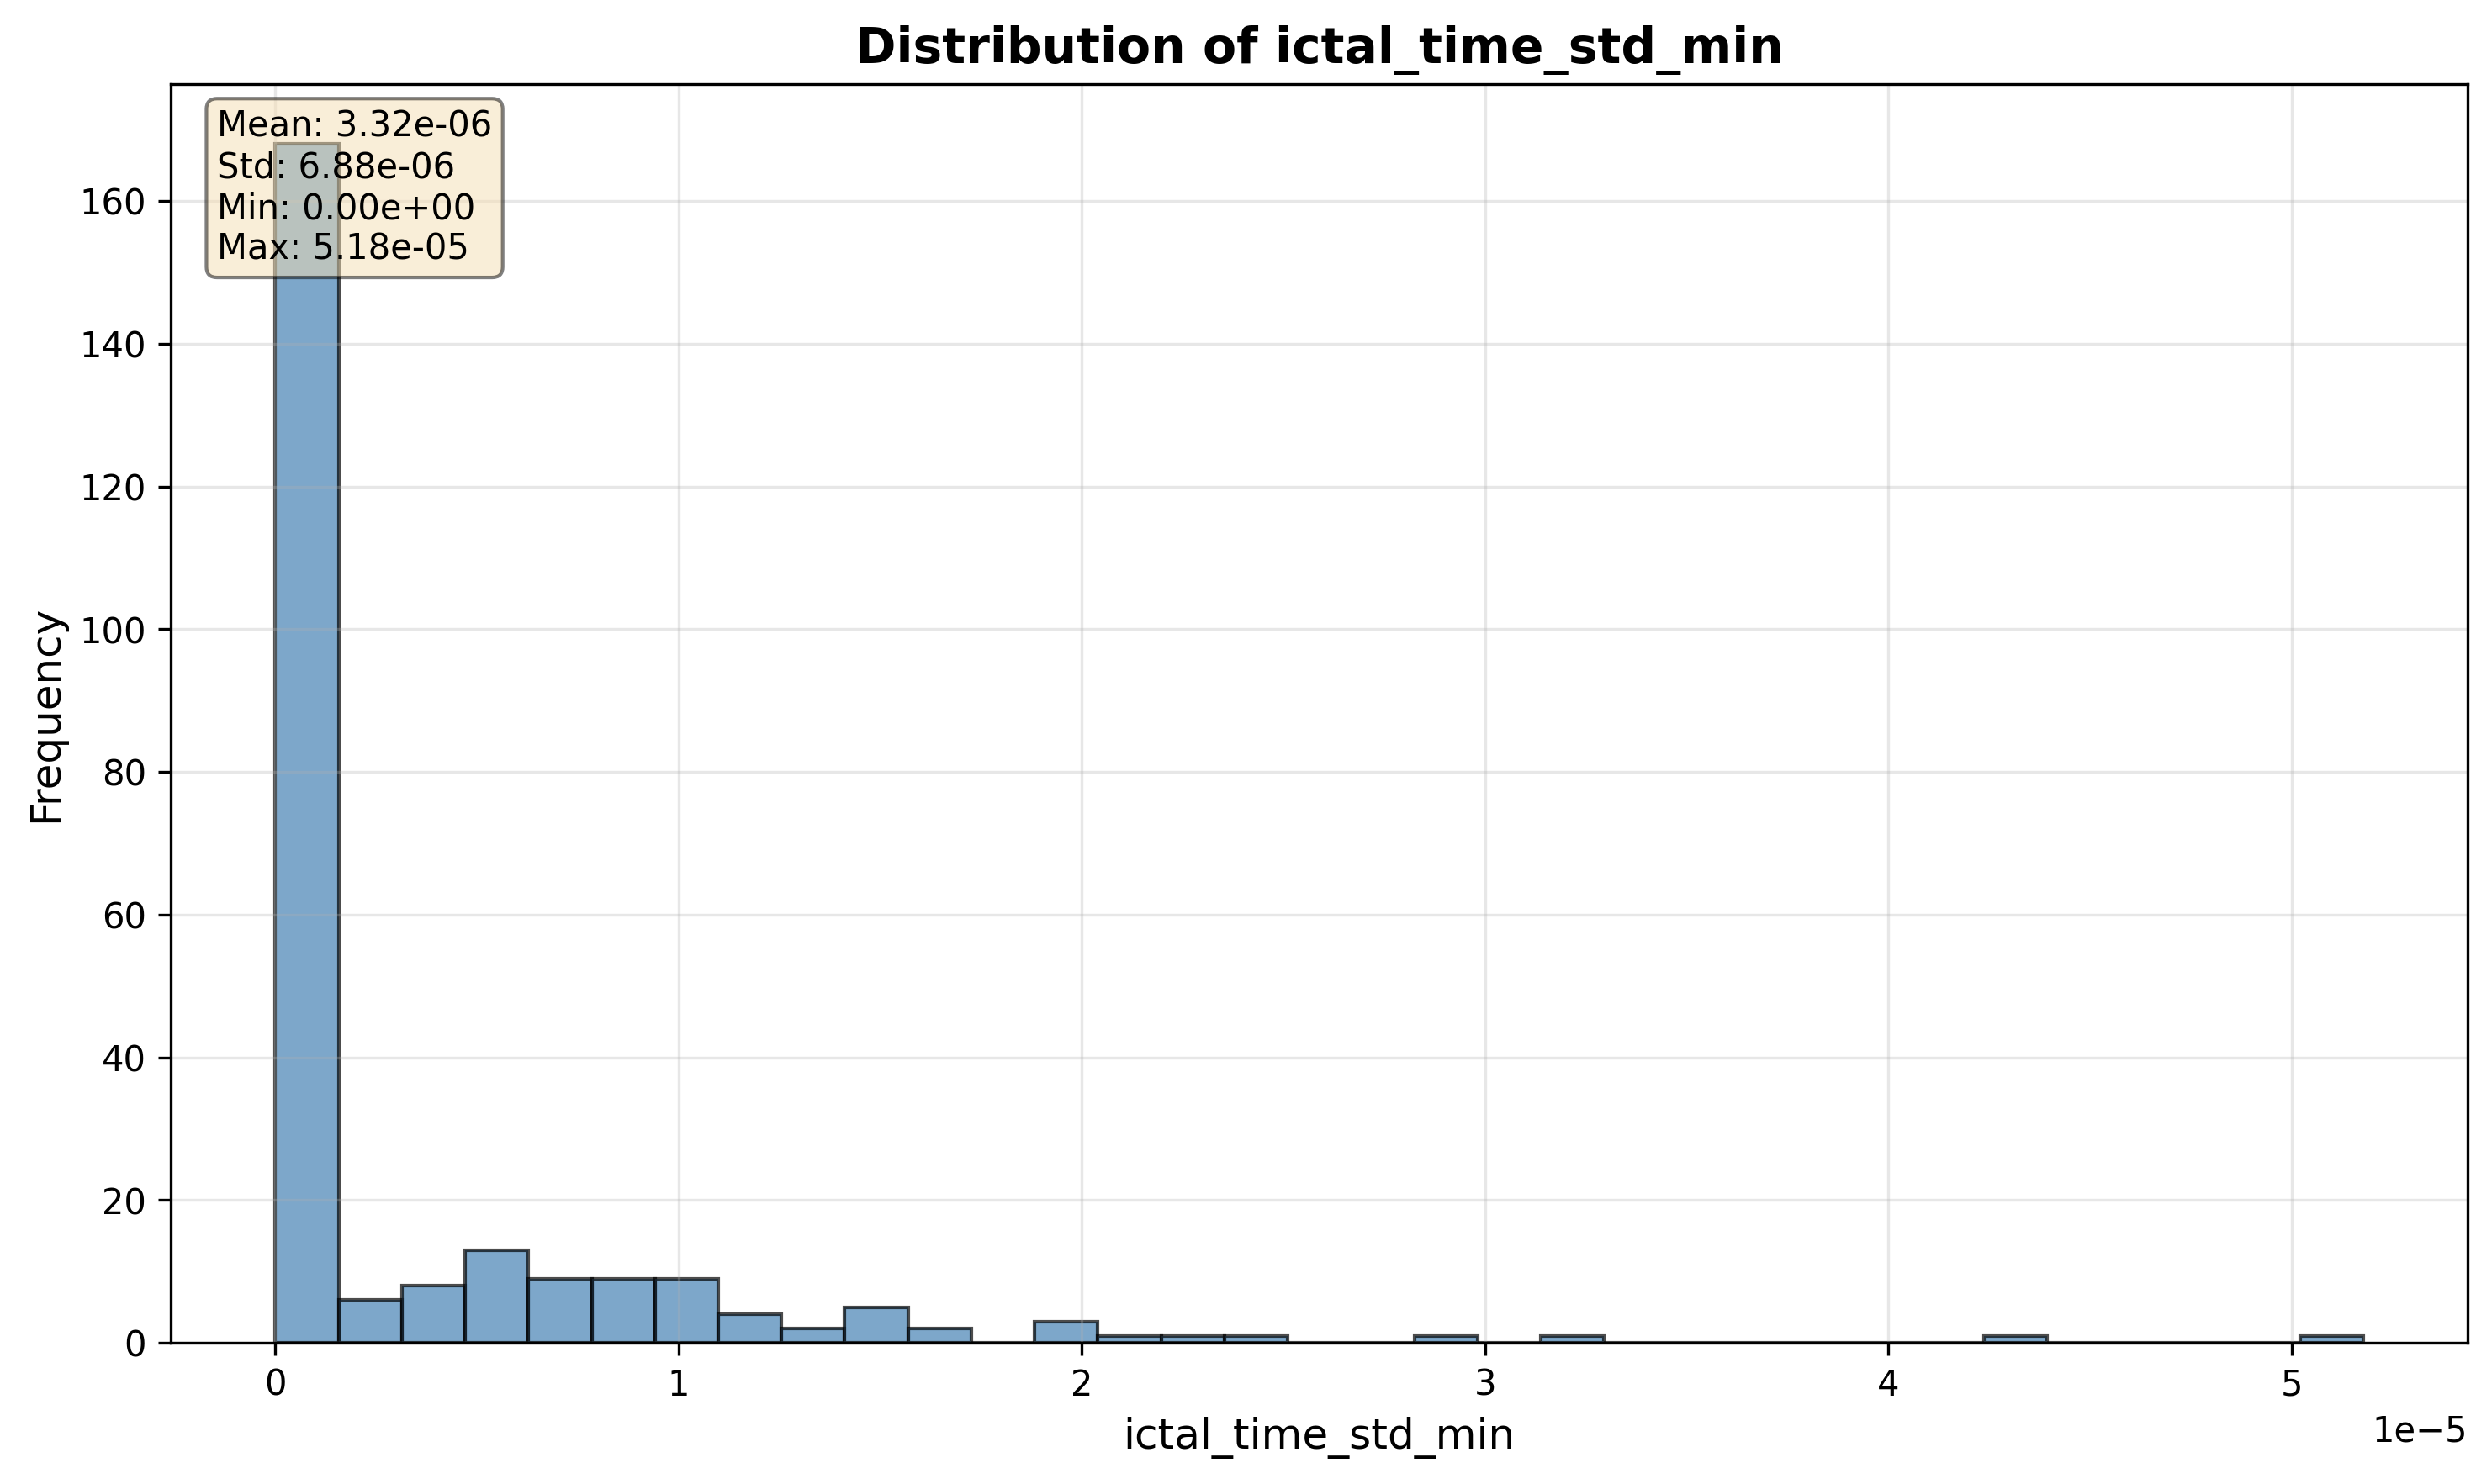 Distribution of ictal_time_std_min
Mean: 3.32e-06
Std: 6.88e-06
Min: 0.00e+00
Max: 5.18e-05
160
140
120
100
80
60
40
20
0
Frequency
0 1 2 3 4 5
1e−5
ictal_time_std_min